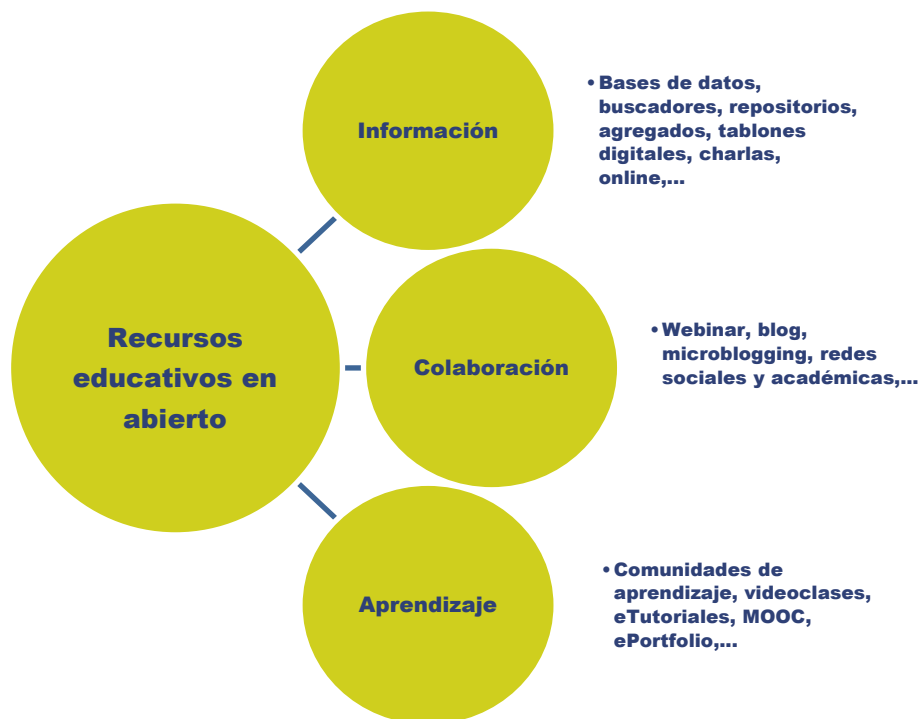 Información
• Bases de datos,
buscadores, repositorios,
agregados, tablones
digitales, charlas,
online,...
Recursos
educativos en
abierto
Colaboración
• Webinar, blog,
microblogging, redes
sociales y académicas,...
Aprendizaje
• Comunidades de
aprendizaje, videoclases,
eTutoriales, MOOC,
ePortfolio,...